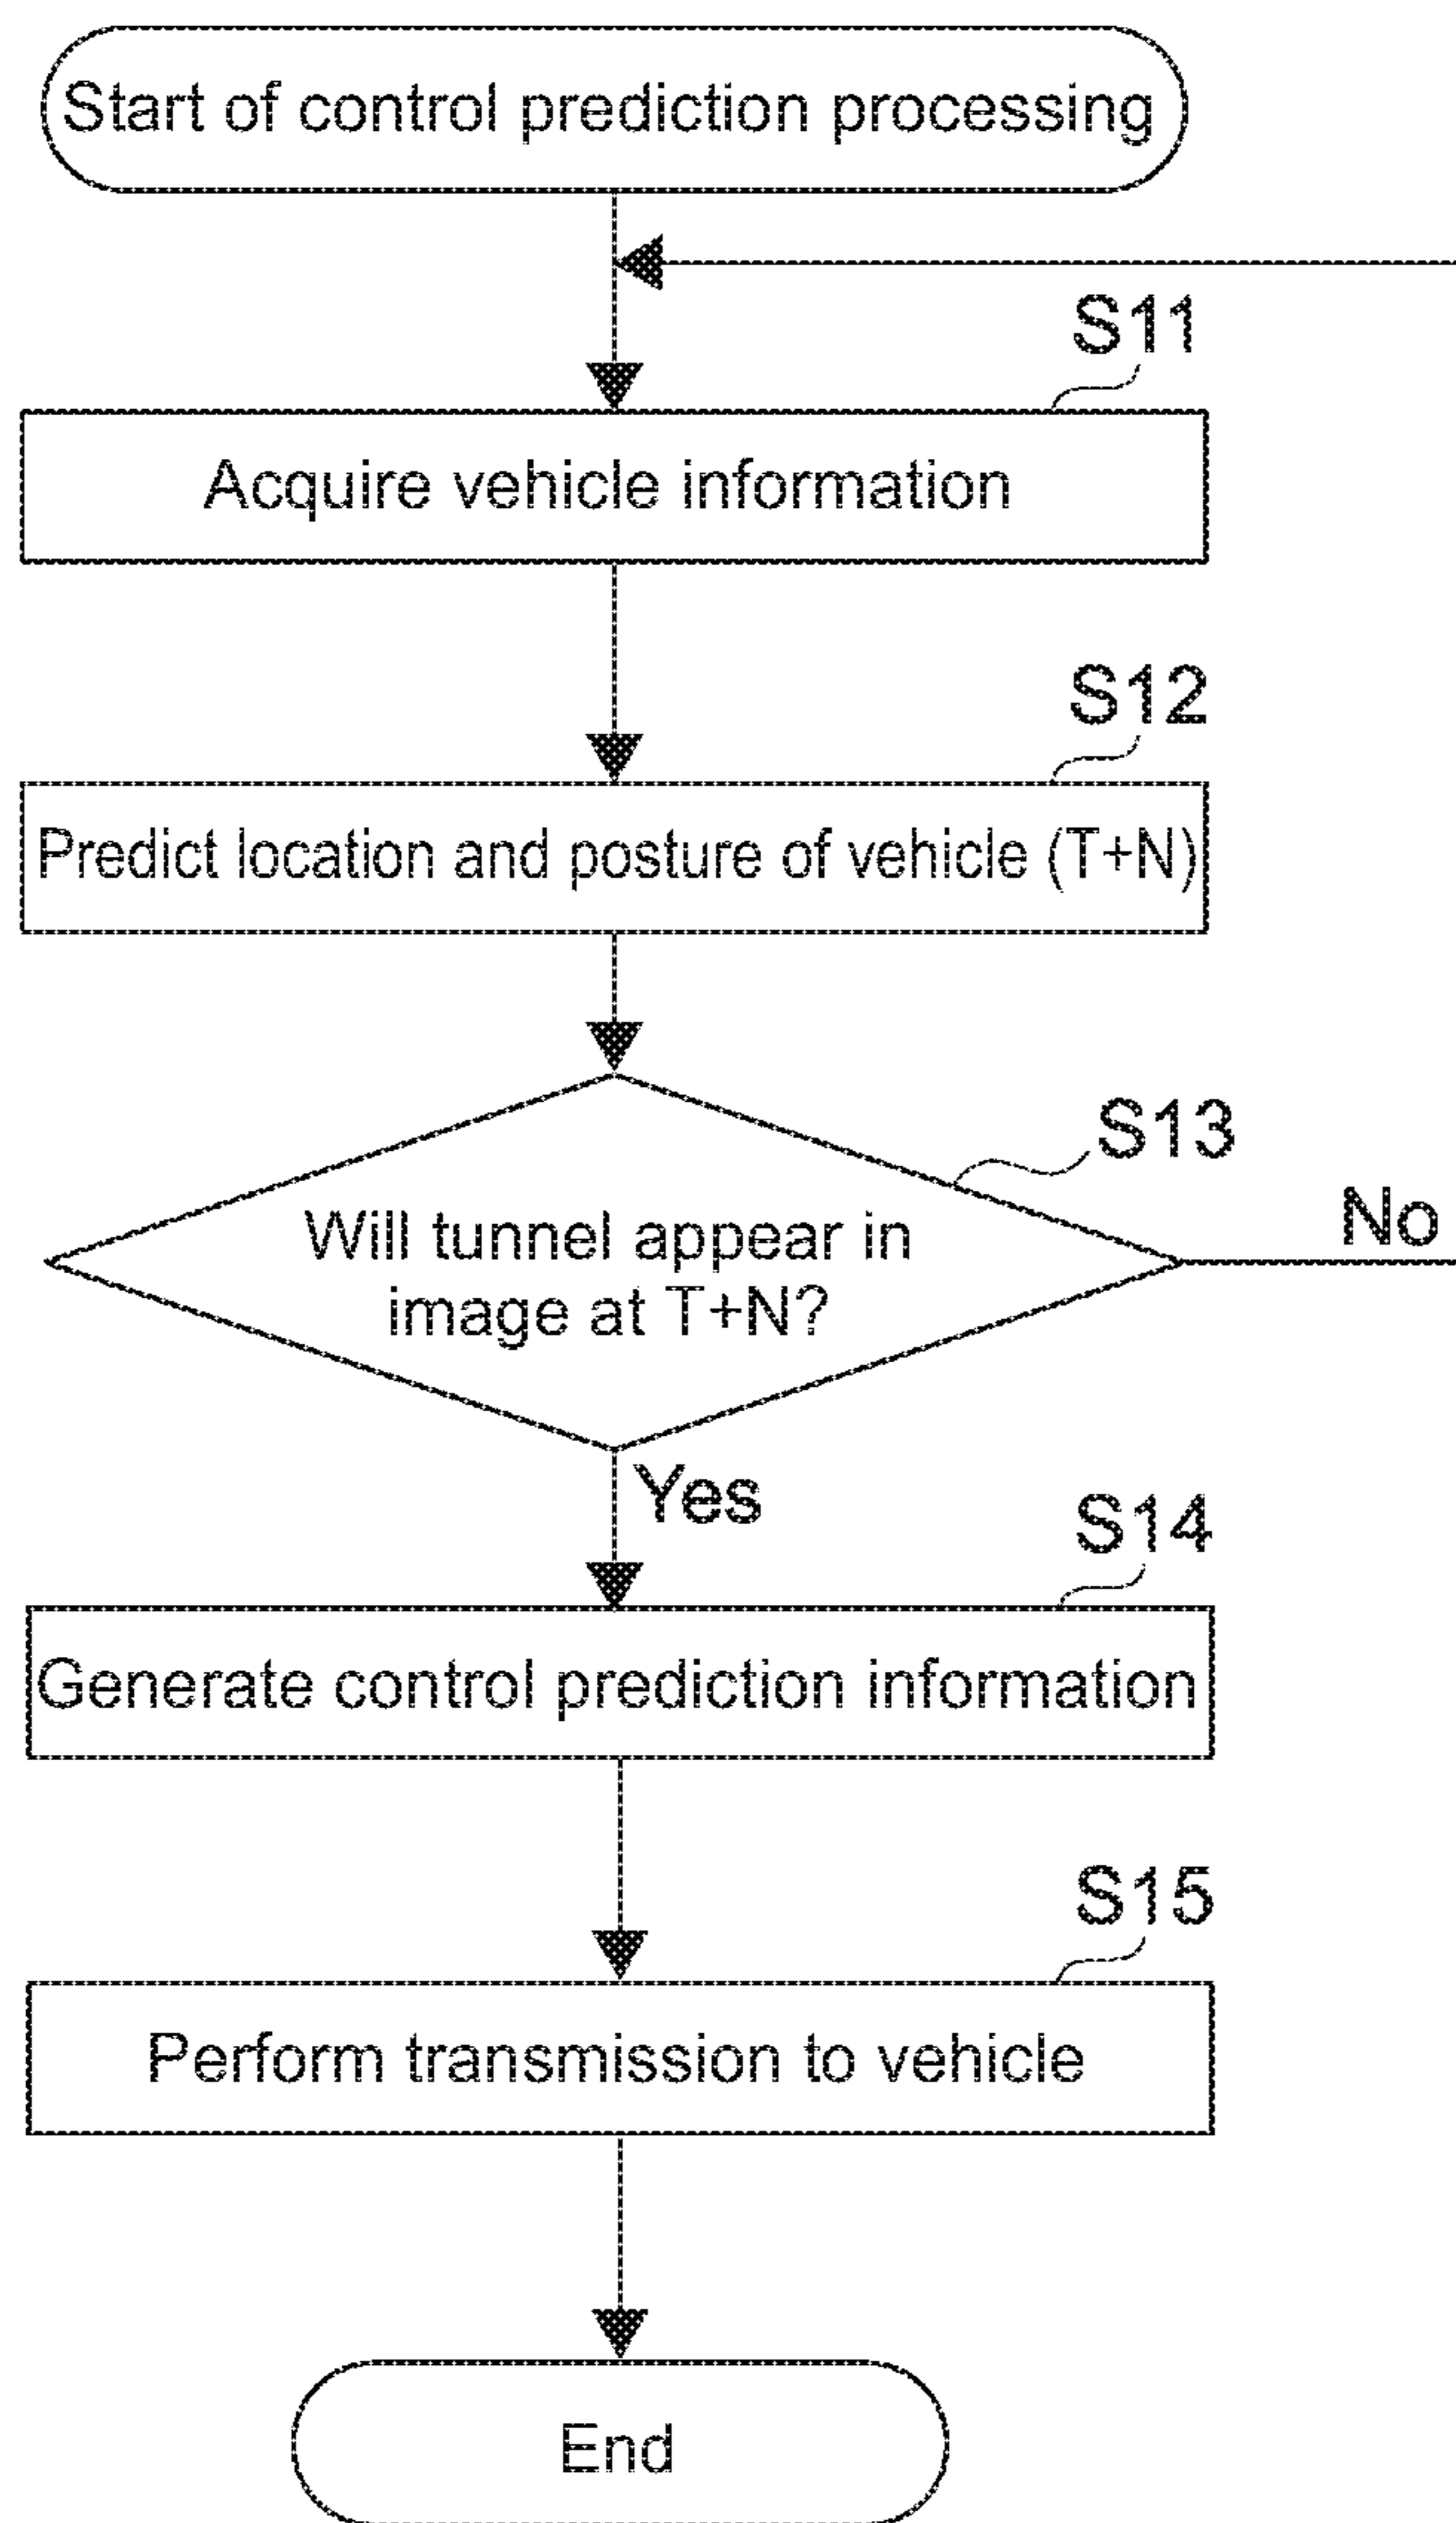 Start of control prediction processing
S11
Acquire vehicle information
S12
Predict location and posture of vehicle (T+N)
S13
Will tunnel appear in
image at T+N?
No
Yes
S14
Generate control prediction information
S15
Perform transmission to vehicle
End